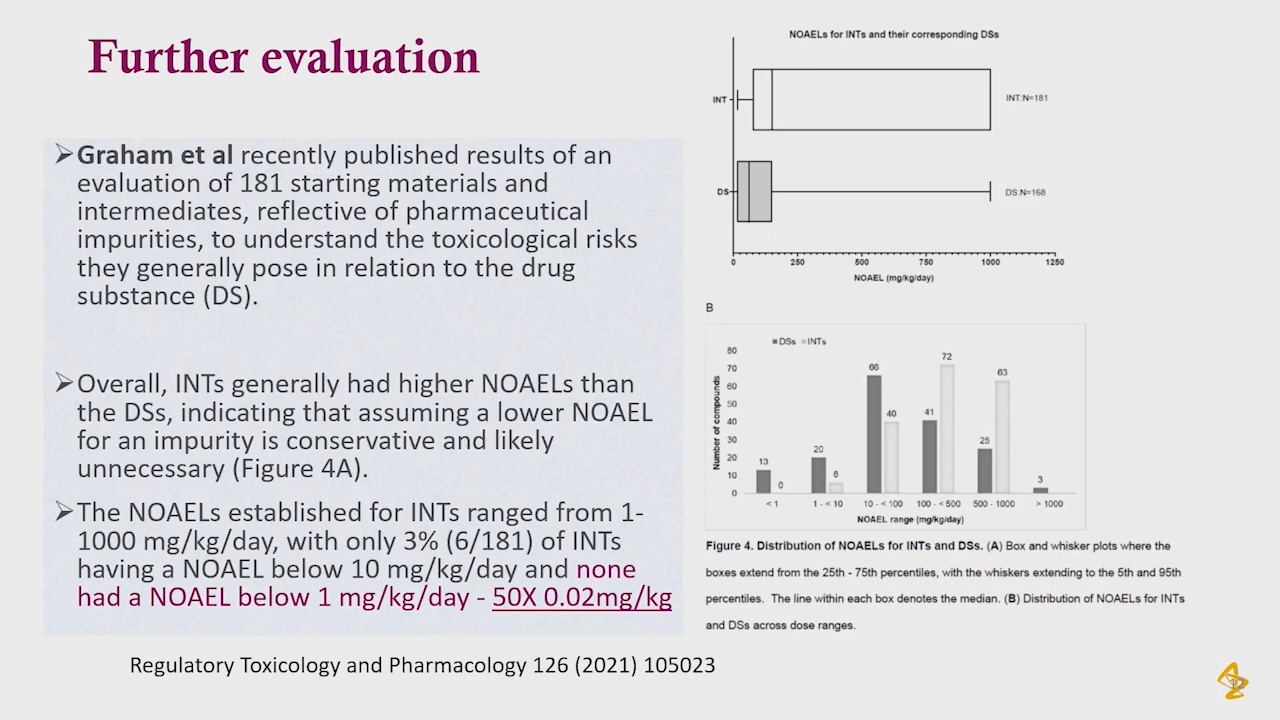 Further evaluation
➢Graham et al recently published results of an
evaluation of 181 starting materials and
intermediates, reflective of pharmaceutical
impurities, to understand the toxicological risks
they generally pose in relation to the drug
substance (DS).
➢Overall, INTs generally had higher NOAELs than
the DSs, indicating that assuming a lower NOAEL
for an impurity is conservative and likely
unnecessary (Figure 4A).
➢The NOAELs established for INTs ranged from 1-
1000 mg/kg/day, with only 3% (6/181) of INTs
having a NOAEL below 10 mg/kg/day and none
had a NOAEL below 1 mg/kg/day - 50X 0.02mg/kg
Regulatory Toxicology and Pharmacology 126 (2021) 105023
NOAELs for INTs and their corresponding DSs
INT
INT:N=181
DS
DS:N=168
0 250 500 750 1000 1250
NOAEL (mg/kg/day)
B
DSs INTs
Number of compounds
80
70
60
50
40
30
20
10
0
13 0 20 6 66 40 41 72 25 63 3
< 1 1 - < 10 10 - < 100 100 - < 500 500 - 1000 > 1000
NOAEL range (mg/kg/day)
Figure 4. Distribution of NOAELs for INTs and DSs. (A) Box and whisker plots where the
boxes extend from the 25th - 75th percentiles, with the whiskers extending to the 5th and 95th
percentiles. The line within each box denotes the median. (B) Distribution of NOAELs for INTs
and DSs across dose ranges.